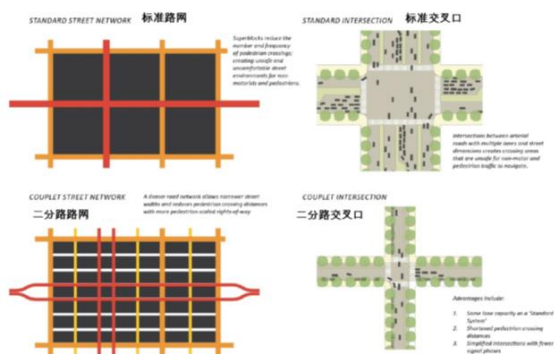 STANDARD STREET NETWORK 标准路网
Superblocks reduce the
number and frequency
of pedestrian crossings;
creating unsafe and
uncomfortable street
environments for non-
motorists and pedestrians.
STANDARD INTERSECTION 标准交叉口
Intersections between arterial
roads with multiple lanes and street
dimensions creates crossing areas
that are unsafe for non-motor and
pedestrian traffic to navigate.
COUPLET STREET NETWORK
二分路路网
A denser road network allows narrower street
widths and reduces pedestrian crossing distances
with more pedestrian scaled rights-of-way
COUPLET INTERSECTION
二分路交叉口
Advantages include:
1. Same lane capacity as a 'Standard
System'
2. Shortened pedestrian crossing
distances
3. Simplified intersections with fewer
signal phases